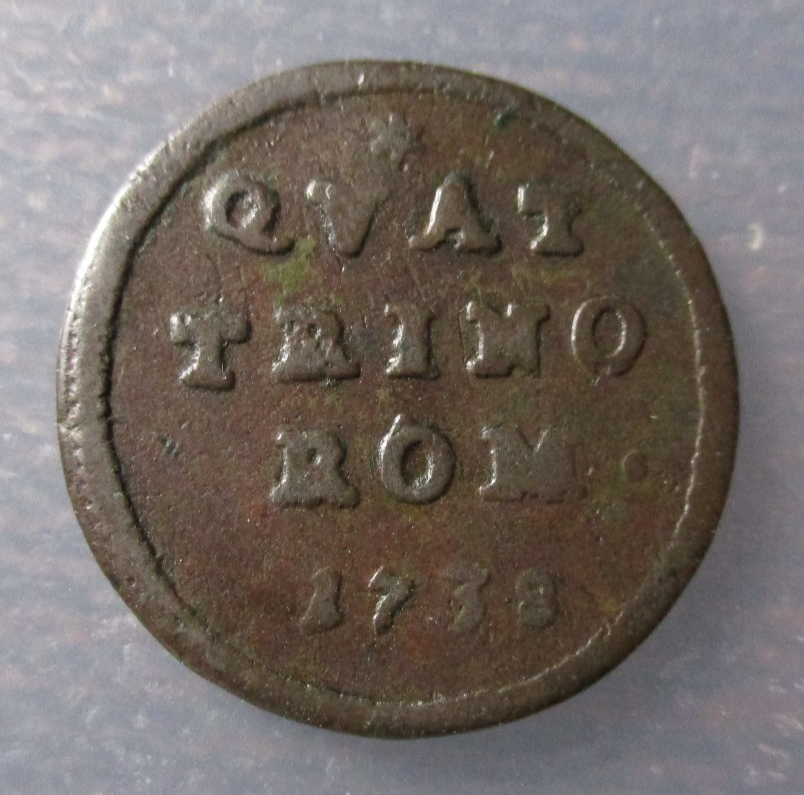 QVAT
TRINO
ROM·
1738